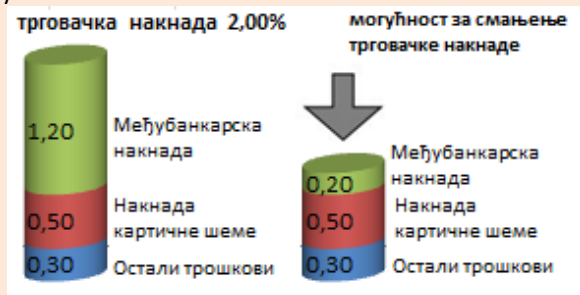 трговачка накнада 2,00%
1,20
Међубанкарска
накнада
0,50
Накнада
картичне шеме
0,30
Остали трошкови
могућност за смањење
трговачке накнаде
0,20
Међубанкарска
накнада
0,50
Накнада
картичне шеме
0,30
Остали трошкови